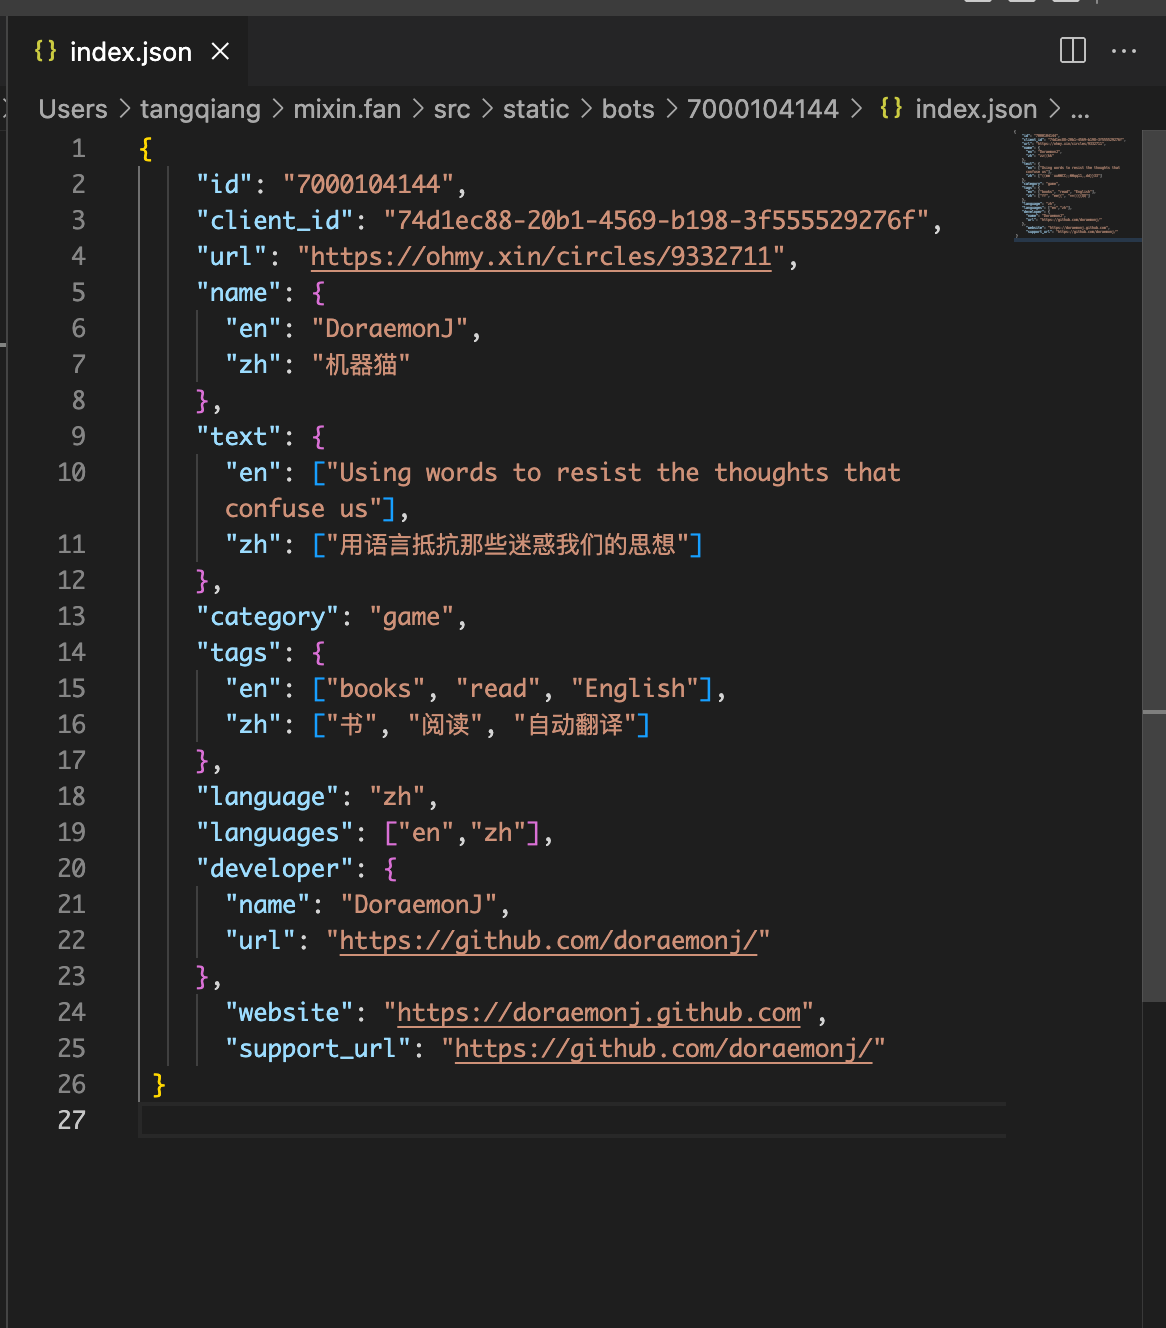 {} index.json ×
Users > tangqiang > mixin.fan > src > static > bots > 7000104144 > {} index.json > ...
1 {
2 "id": "7000104144",
3 "client_id": "74d1ec88-20b1-4569-b198-3f555529276f",
4 "url": "https://ohmy.xin/circles/9332711",
5 "name": {
6 "en": "DoraemonJ",
7 "zh": "机器猫"
8 },
9 "text": {
10 "en": ["Using words to resist the thoughts that
confuse us"],
11 "zh": ["用语言抵抗那些迷惑我们的思想"]
12 },
13 "category": "game",
14 "tags": {
15 "en": ["books", "read", "English"],
16 "zh": ["书", "阅读", "自动翻译"]
17 },
18 "language": "zh",
19 "languages": ["en","zh"],
20 "developer": {
21 "name": "DoraemonJ",
22 "url": "https://github.com/doraemonj/"
23 },
24 "website": "https://doraemonj.github.com",
25 "support_url": "https://github.com/doraemonj/"
26 }
27